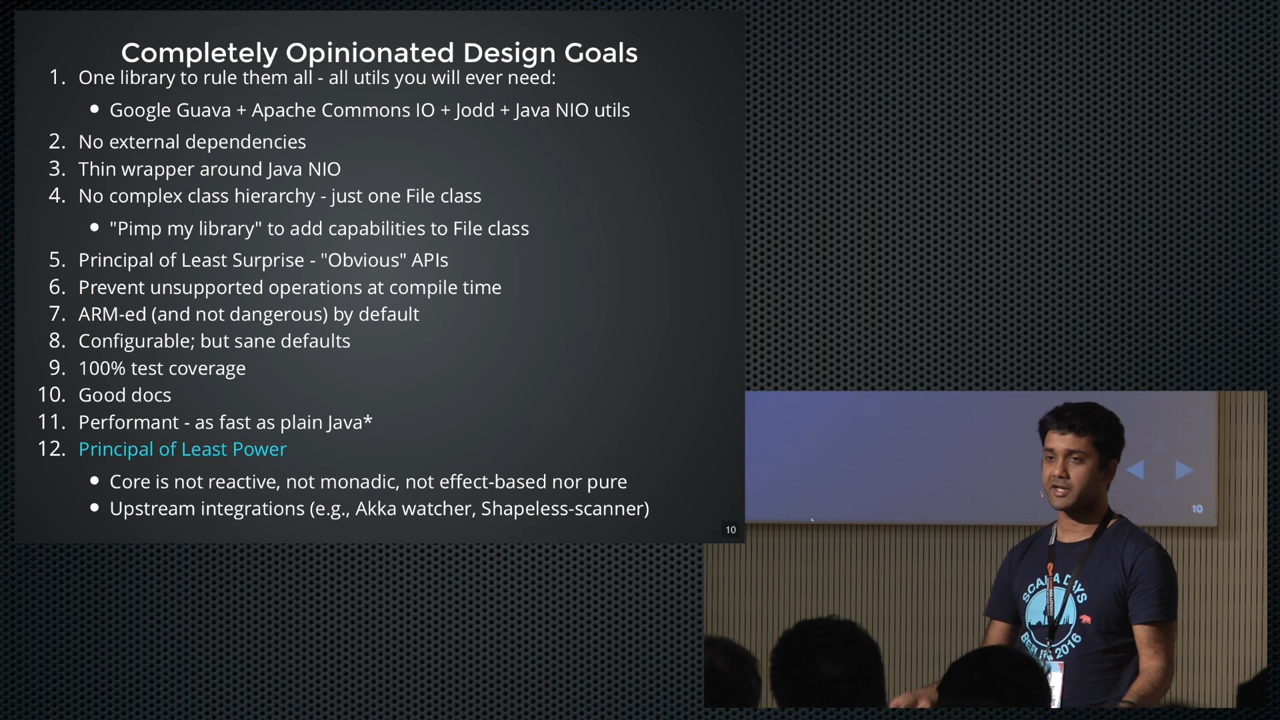 Completely Opinionated Design Goals
1. One library to rule them all - all utils you will ever need:
• Google Guava + Apache Commons IO + Jodd + Java NIO utils
2. No external dependencies
3. Thin wrapper around Java NIO
4. No complex class hierarchy - just one File class
• "Pimp my library" to add capabilities to File class
5. Principal of Least Surprise - "Obvious" APIs
6. Prevent unsupported operations at compile time
7. ARM-ed (and not dangerous) by default
8. Configurable; but sane defaults
9. 100% test coverage
10. Good docs
11. Performant - as fast as plain Java*
12. Principal of Least Power
• Core is not reactive, not monadic, not effect-based nor pure
• Upstream integrations (e.g., Akka watcher, Shapeless-scanner)
10
10
SCALA DAYS
BERLIN 2016